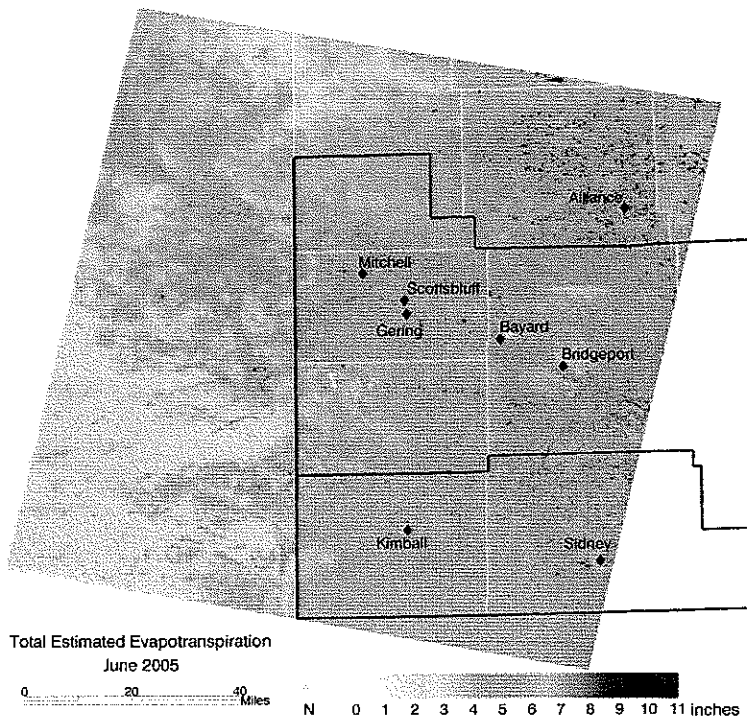 Alliance
Mitchell
Scottsbluff
Gering
Bayard
Bridgeport
Kimball
Sidney
Total Estimated Evapotranspiration
June 2005
0 20 40 Miles
N 0 1 2 3 4 5 6 7 8 9 10 11 inches